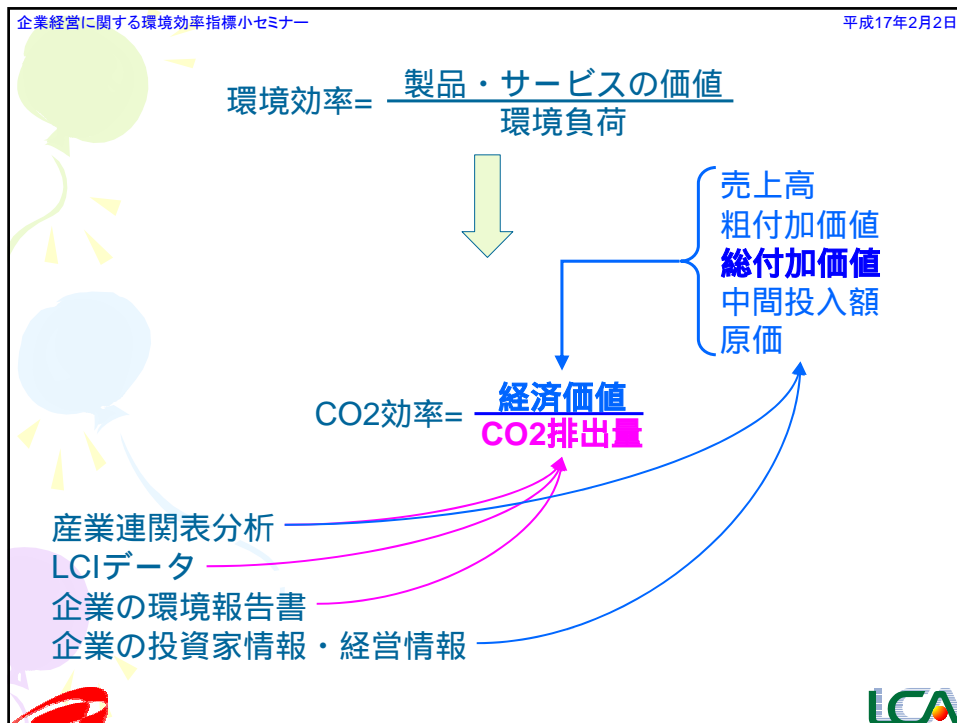 企業経営に関する環境効率指標小セミナー
平成17年2月2日
環境効率=
製品・サービスの価値
環境負荷
売上高
粗付加価値
総付加価値
中間投入額
原価
CO2効率=
経済価値
CO2排出量
産業連関表分析
LCIデータ
企業の環境報告書
企業の投資家情報・経営情報
LCA